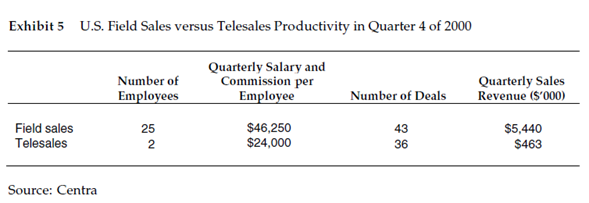 Exhibit 5 U.S. Field Sales versus Telesales Productivity in Quarter 4 of 2000
Number of Employees Quarterly Salary and Commission per Employee Number of Deals Quarterly Sales Revenue ($'000)
Field sales 25 $46,250 43 $5,440
Telesales 2 $24,000 36 $463
Source: Centra